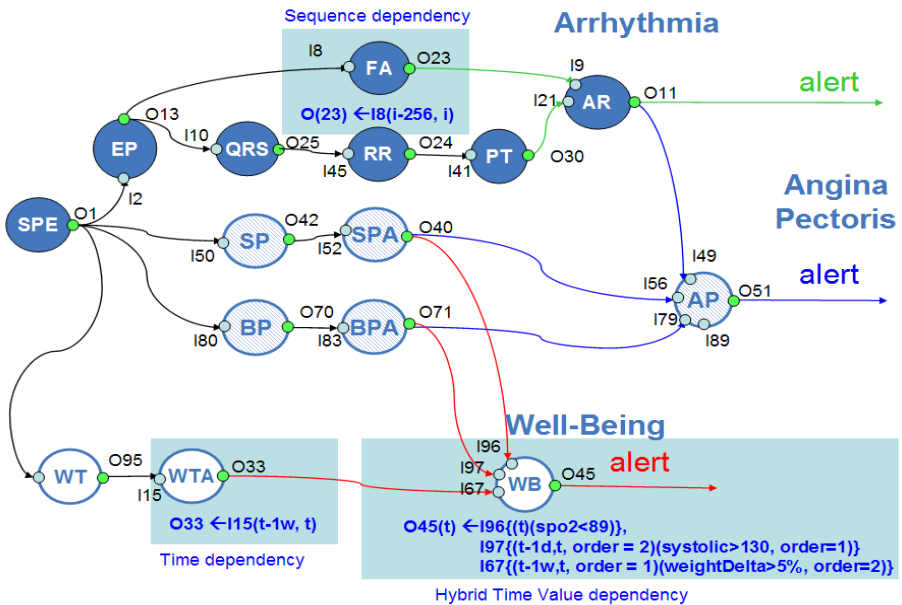 Sequence dependency
Arrhythmia
I8
FA
O23
I9
alert
O(23) ←I8(i-256, i)
I21
AR
O11
O13
EP
I10
QRS
O25
RR
O24
PT
O30
I45
I41
I2
SPE
O1
Angina
Pectoris
SP
O42
SPA
O40
I50
I52
I49
alert
I56
AP
O51
BP
O70
BPA
O71
I79
I80
I83
I89
Well-Being
WT
O95
WTA
O33
I96
alert
I97
WB
O45
I15
I67
O33 ←I15(t-1w, t)
O45(t) ←I96{(t)(spo2<89)},
I97{(t-1d,t, order = 2)(systolic>130, order=1)}
I67{(t-1w,t, order = 1)(weightDelta>5%, order=2)}
Time dependency
Hybrid Time Value dependency